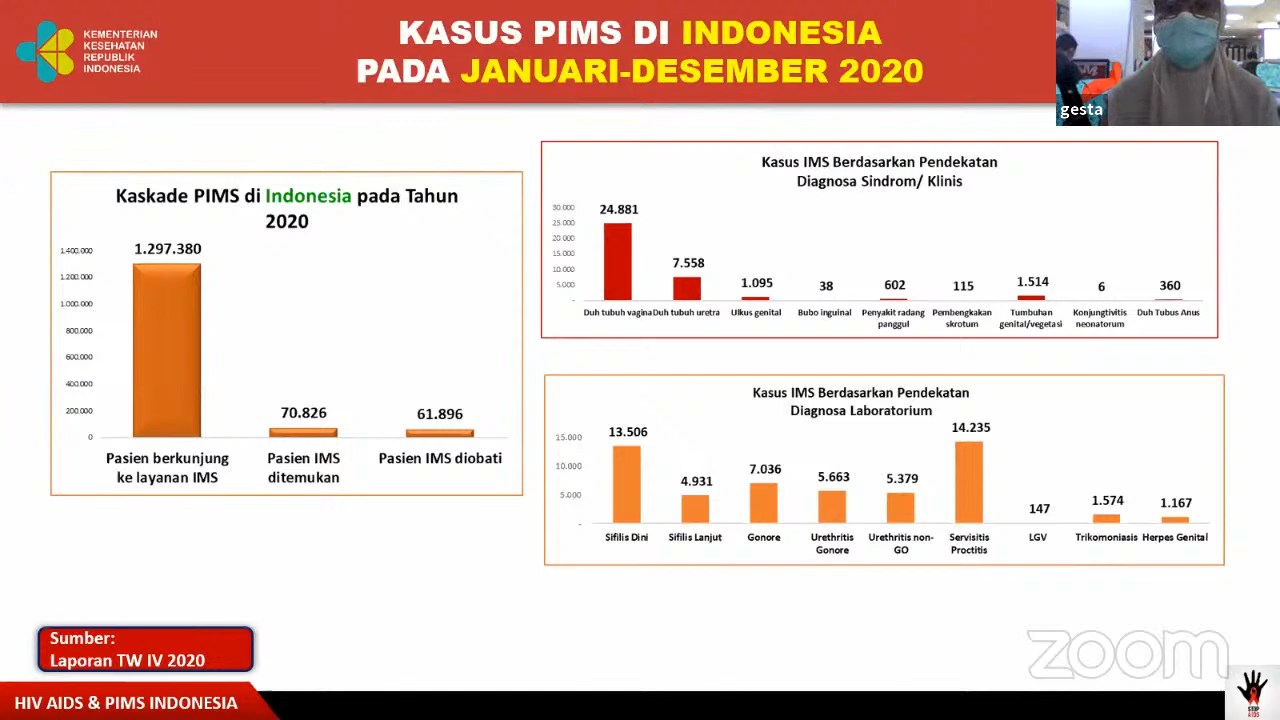 KEMENTERIAN
KESEHATAN
REPUBLIK
INDONESIA
KASUS PIMS DI INDONESIA
PADA JANUARI-DESEMBER 2020
gesta
Kaskade PIMS di Indonesia pada Tahun
2020
1.400.000
1.200.000
1.000.000
800.000
600.000
400.000
200.000
0
1.297.380
70.826
61.896
Pasien berkunjung
ke layanan IMS
Pasien IMS
ditemukan
Pasien IMS diobati
Kasus IMS Berdasarkan Pendekatan
Diagnosa Sindrom/ Klinis
30.000
25.000
20.000
15.000
10.000
5.000
-
24.881
7.558
1.095
38
602
115
1.514
6
360
Duh tubuh vagina
Duh tubuh uretra
Ulkus genital
Bubo inguinal
Penyakit radang
panggul
Pembengkakan
skrotum
Tumbuhan
genital/vegetasi
Konjungtivitis
neonatorum
Duh Tubus Anus
Kasus IMS Berdasarkan Pendekatan
Diagnosa Laboratorium
15.000
10.000
5.000
-
13.506
4.931
7.036
5.663
5.379
14.235
147
1.574
1.167
Sifilis Dini
Sifilis Lanjut
Gonore
Urethritis
Gonore
Urethritis non-
GO
Servisitis
Proctitis
LGV
Trikomoniasis
Herpes Genital
Sumber:
Laporan TW IV 2020
zoom
HIV AIDS & PIMS INDONESIA
STOP
AIDS